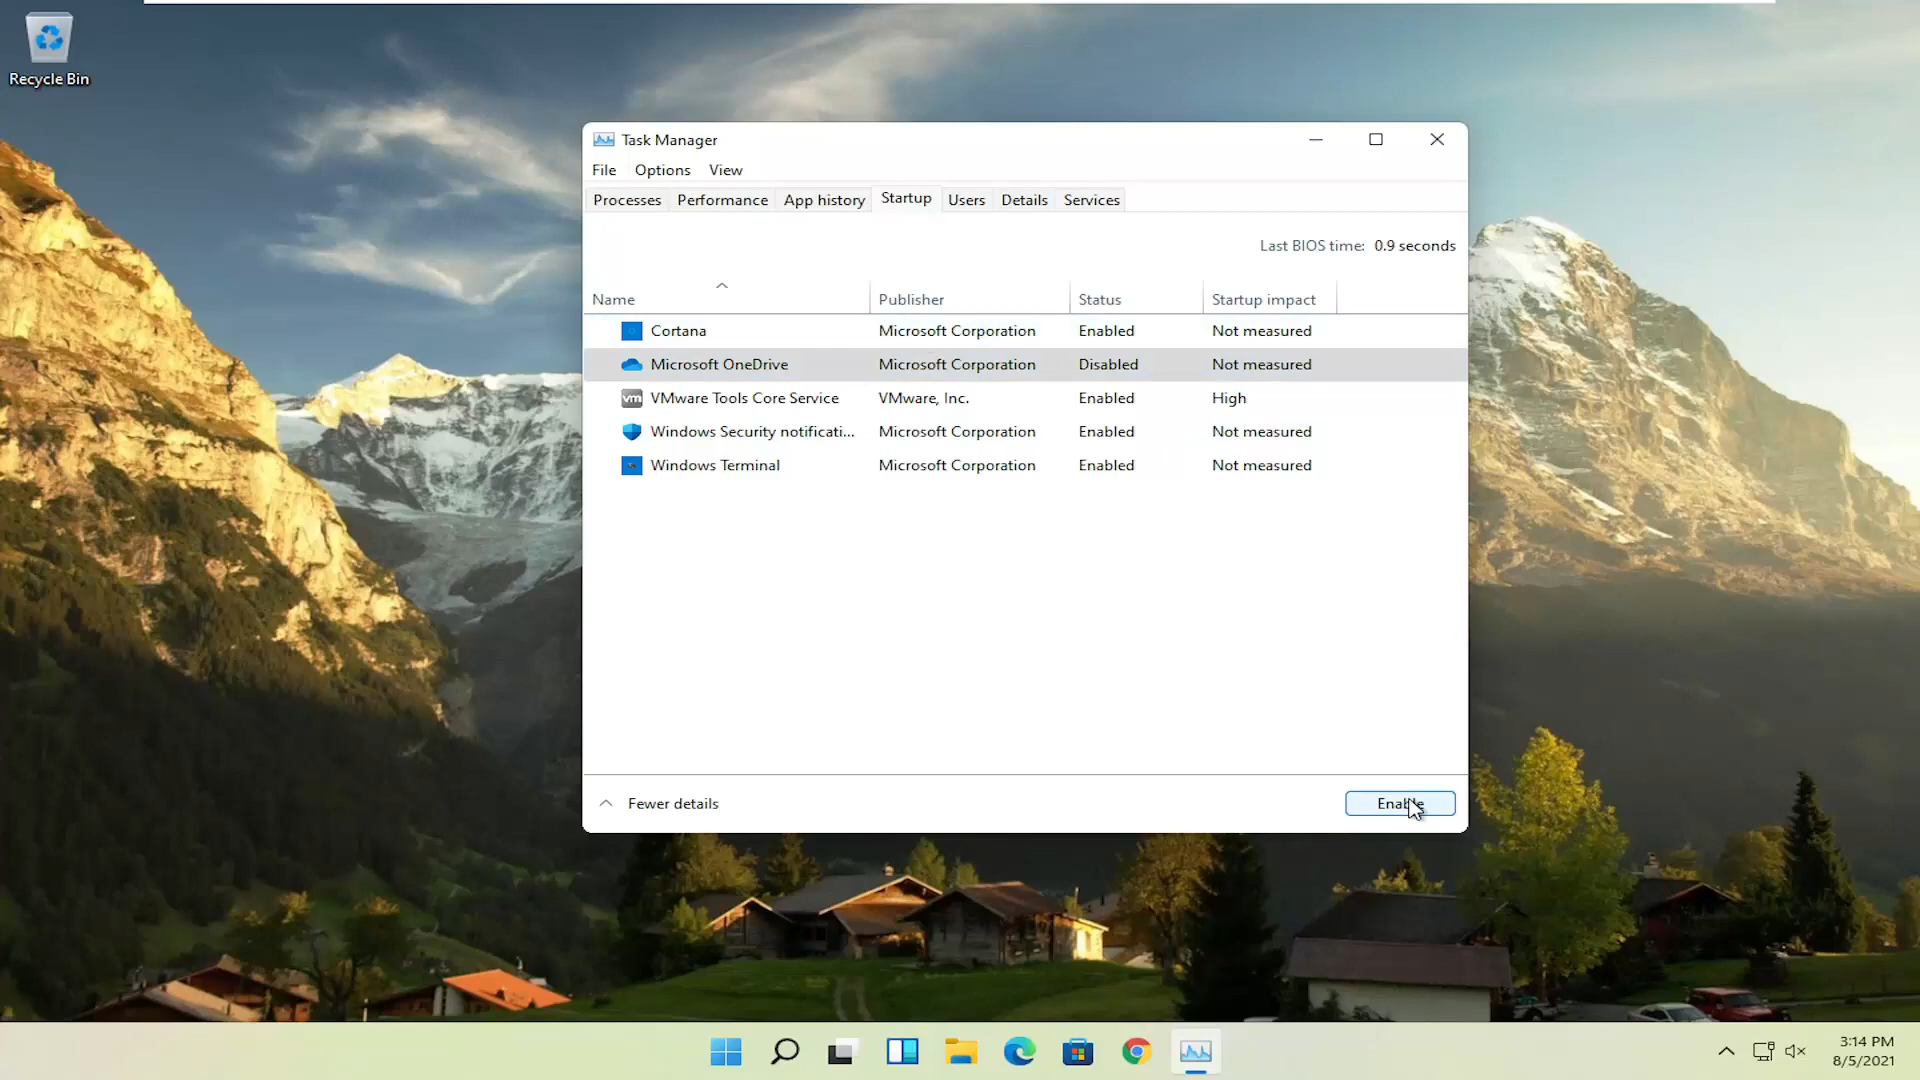 Recycle Bin
Task Manager
File Options View
Processes Performance App history Startup Users Details Services
Last BIOS time: 0.9 seconds
Name Publisher Status Startup impact
Cortana Microsoft Corporation Enabled Not measured
Microsoft OneDrive Microsoft Corporation Disabled Not measured
vm VMware Tools Core Service VMware, Inc. Enabled High
Windows Security notificati... Microsoft Corporation Enabled Not measured
Windows Terminal Microsoft Corporation Enabled Not measured
Fewer details Enable
3:14 PM
8/5/2021